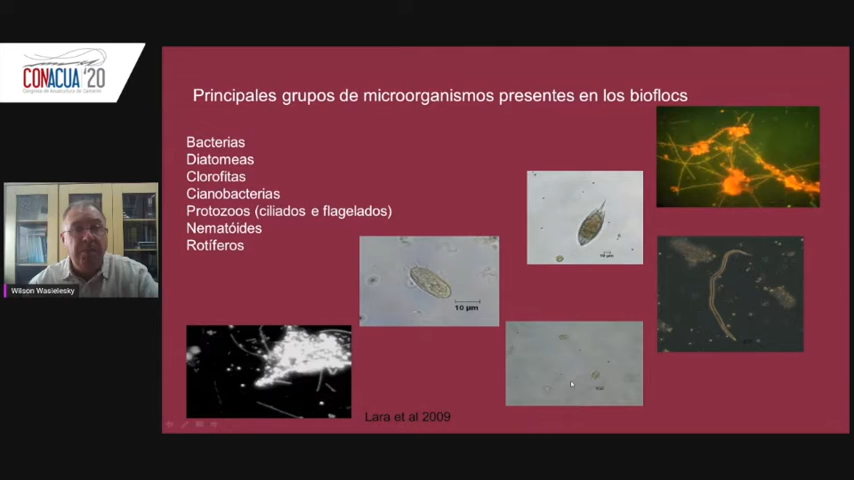 CONACUA '20
Principales grupos de microorganismos presentes en los bioflocs
Bacterias
Diatomeas
Clorofitas
Cianobacterias
Protozoos (ciliados e flagelados)
Nematóides
Rotíferos
10 µm
10 µm
Wilson Wasielesky
Lara et al 2009